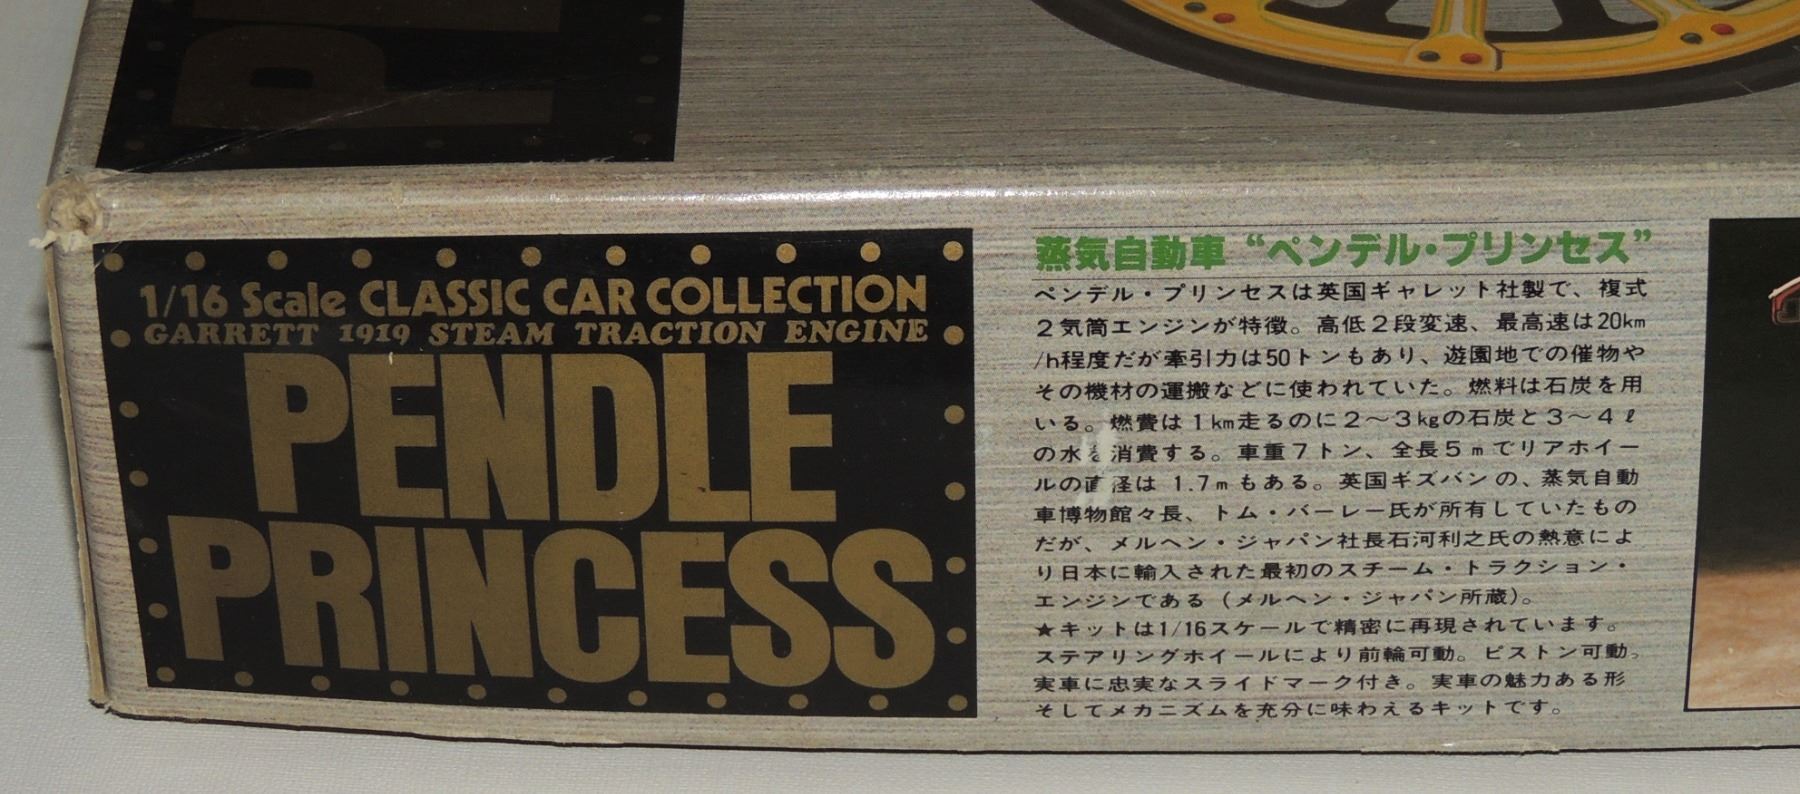 1/16 Scale CLASSIC CAR COLLECTION
GARRETT 1919 STEAM TRACTION ENGINE
PENDLE
PRINCESS
蒸気自動車 “ペンデル・プリンセス”
ペンデル・プリンセスは英国ギャレット社製で、複式
2気筒エンジンが特徴。高低2段変速、最高速は20km
/h程度だが牽引力は50トンもあり、遊園地での催物や
その機材の運搬などに使われていた。燃料は石炭を用
いる。燃費は1km走るのに2〜3kgの石炭と3〜4ℓ
の水を消費する。車重7トン、全長5mでリアホイー
ルの直径は1.7mもある。英国ギズバンの、蒸気自動
車博物館々長、トム・バーレー氏が所有していたもの
だが、メルヘン・ジャパン社長石河利之氏の熱意によ
り日本に輸入された最初のスチーム・トラクション・
エンジンである（メルヘン・ジャパン所蔵）。
★キットは1/16スケールで精密に再現されています。
ステアリングホイールにより前輪可動。ピストン可動。
実車に忠実なスライドマーク付き。実車の魅力ある形
そしてメカニズムを充分に味わえるキットです。